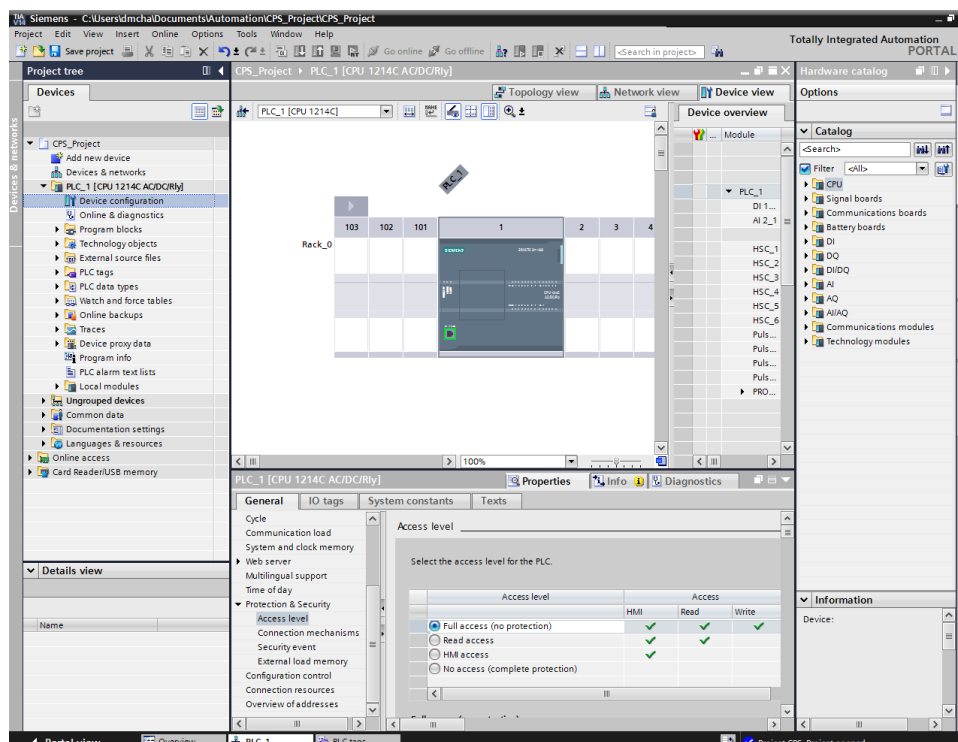 Siemens - C:\Users\dmcha\Documents\Automation\CPS_Project\CPS_Project
Project Edit View Insert Online Options Tools Window Help
Totally Integrated Automation
PORTAL
Save project
Go online
Go offline
<Search in project>
Project tree
Devices
Devices & networks
CPS_Project
Add new device
Devices & networks
PLC_1 [CPU 1214C AC/DC/Rly]
Device configuration
Online & diagnostics
Program blocks
Technology objects
External source files
PLC tags
PLC data types
Watch and force tables
Online backups
Traces
Device proxy data
Program info
PLC alarm text lists
Local modules
Ungrouped devices
Common data
Documentation settings
Languages & resources
Online access
Card Reader/USB memory
Details view
Name
CPS_Project PLC_1 [CPU 1214C AC/DC/Rly]
Topology view
Network view
Device view
PLC_1 [CPU 1214C]
PLC_1
103 102 101 1 2 3 4
Rack_0
SIEMENS
100%
Device overview
... Module
PLC_1
DI 1...
AI 2_1
HSC_1
HSC_2
HSC_3
HSC_4
HSC_5
HSC_6
Puls...
Puls...
Puls...
Puls...
PRO...
PLC_1 [CPU 1214C AC/DC/Rly]
Properties
Info
Diagnostics
General IO tags System constants Texts
Cycle
Communication load
System and clock memory
Web server
Multilingual support
Time of day
Protection & Security
Access level
Connection mechanisms
Security event
External load memory
Configuration control
Connection resources
Overview of addresses
Access level
Select the access level for the PLC.
Access level Access
HMI Read Write
Full access (no protection)
Read access
HMI access
No access (complete protection)
Hardware catalog
Options
Catalog
<Search>
Filter <All>
CPU
Signal boards
Communications boards
Battery boards
DI
DQ
DI/DQ
AI
AQ
AI/AQ
Communications modules
Technology modules
Information
Device:
Portal view
Overview
PLC_1
PLC tags